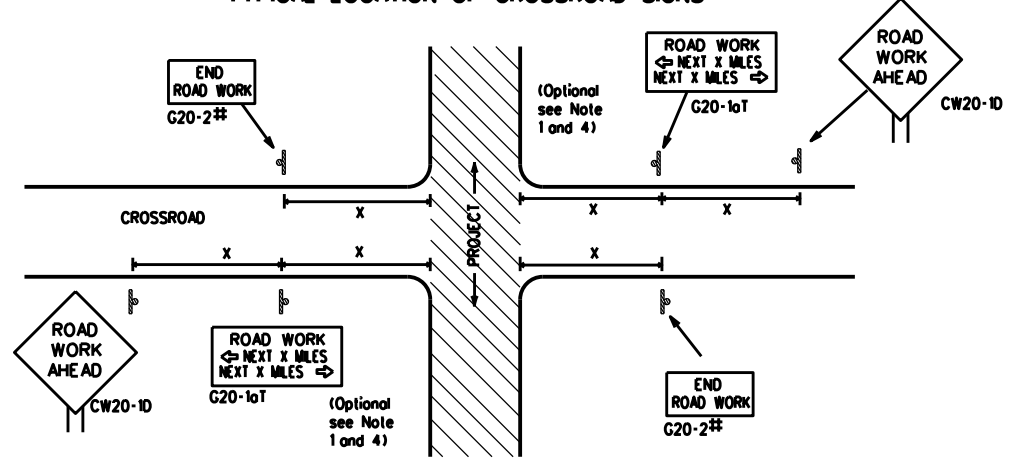 TYPICAL LOCATION OF CROSSROAD SIGNS
END
ROAD WORK
G20-2#
(Optional
see Note
1 and 4)
ROAD WORK
⇦ NEXT X MILES
NEXT X MILES ⇨
G20-1aT
ROAD
WORK
AHEAD
CW20-1D
CROSSROAD
X
X
X
X
X
X
PROJECT
ROAD
WORK
AHEAD
CW20-1D
ROAD WORK
⇦ NEXT X MILES
NEXT X MILES ⇨
G20-1aT
(Optional
see Note
1 and 4)
END
ROAD WORK
G20-2#